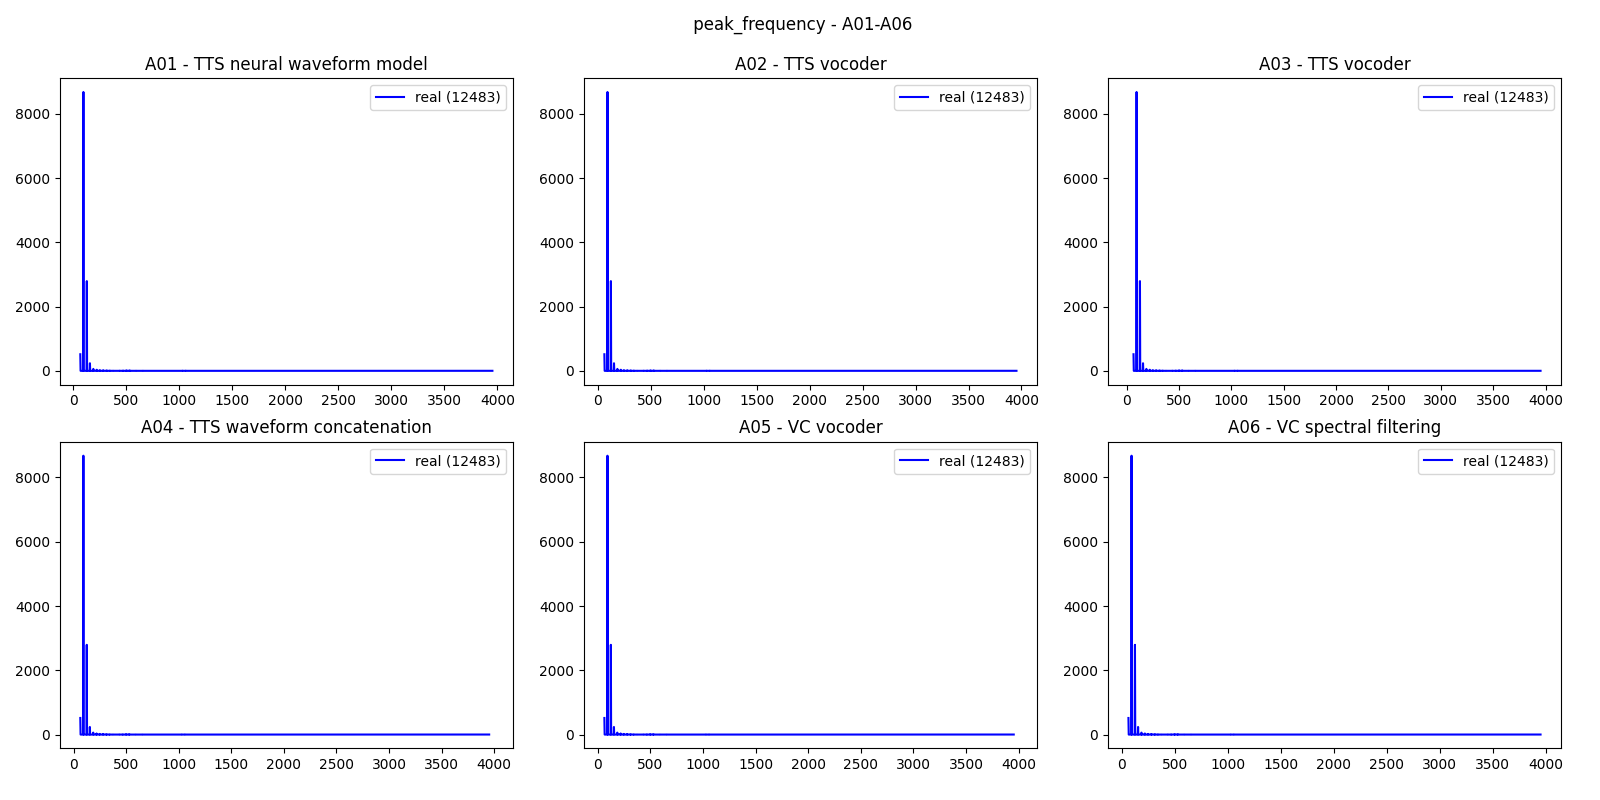 peak_frequency - A01-A06
A01 - TTS neural waveform model
A02 - TTS vocoder
A03 - TTS vocoder
real (12483)
real (12483)
real (12483)
8000
6000
4000
2000
0
8000
6000
4000
2000
0
8000
6000
4000
2000
0
0 500 1000 1500 2000 2500 3000 3500 4000
0 500 1000 1500 2000 2500 3000 3500 4000
0 500 1000 1500 2000 2500 3000 3500 4000
A04 - TTS waveform concatenation
A05 - VC vocoder
A06 - VC spectral filtering
real (12483)
real (12483)
real (12483)
8000
6000
4000
2000
0
8000
6000
4000
2000
0
8000
6000
4000
2000
0
0 500 1000 1500 2000 2500 3000 3500 4000
0 500 1000 1500 2000 2500 3000 3500 4000
0 500 1000 1500 2000 2500 3000 3500 4000